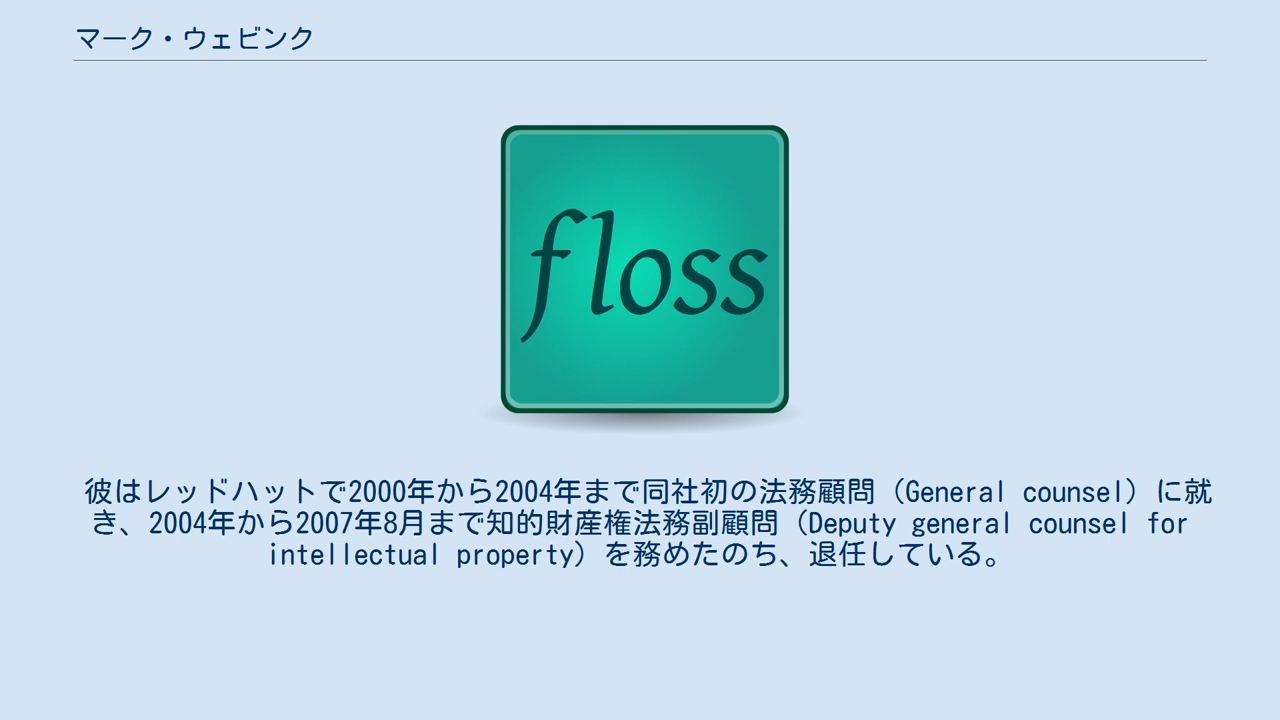 マーク・ウェビンク
floss
彼はレッドハットで2000年から2004年まで同社初の法務顧問（General counsel）に就
き、2004年から2007年8月まで知的財産権法務副顧問（Deputy general counsel for
intellectual property）を務めたのち、退任している。